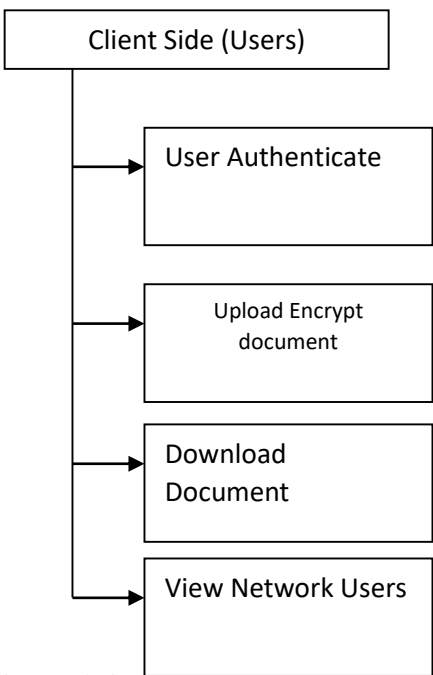 Client Side (Users)
User Authenticate
Upload Encrypt
document
Download
Document
View Network Users